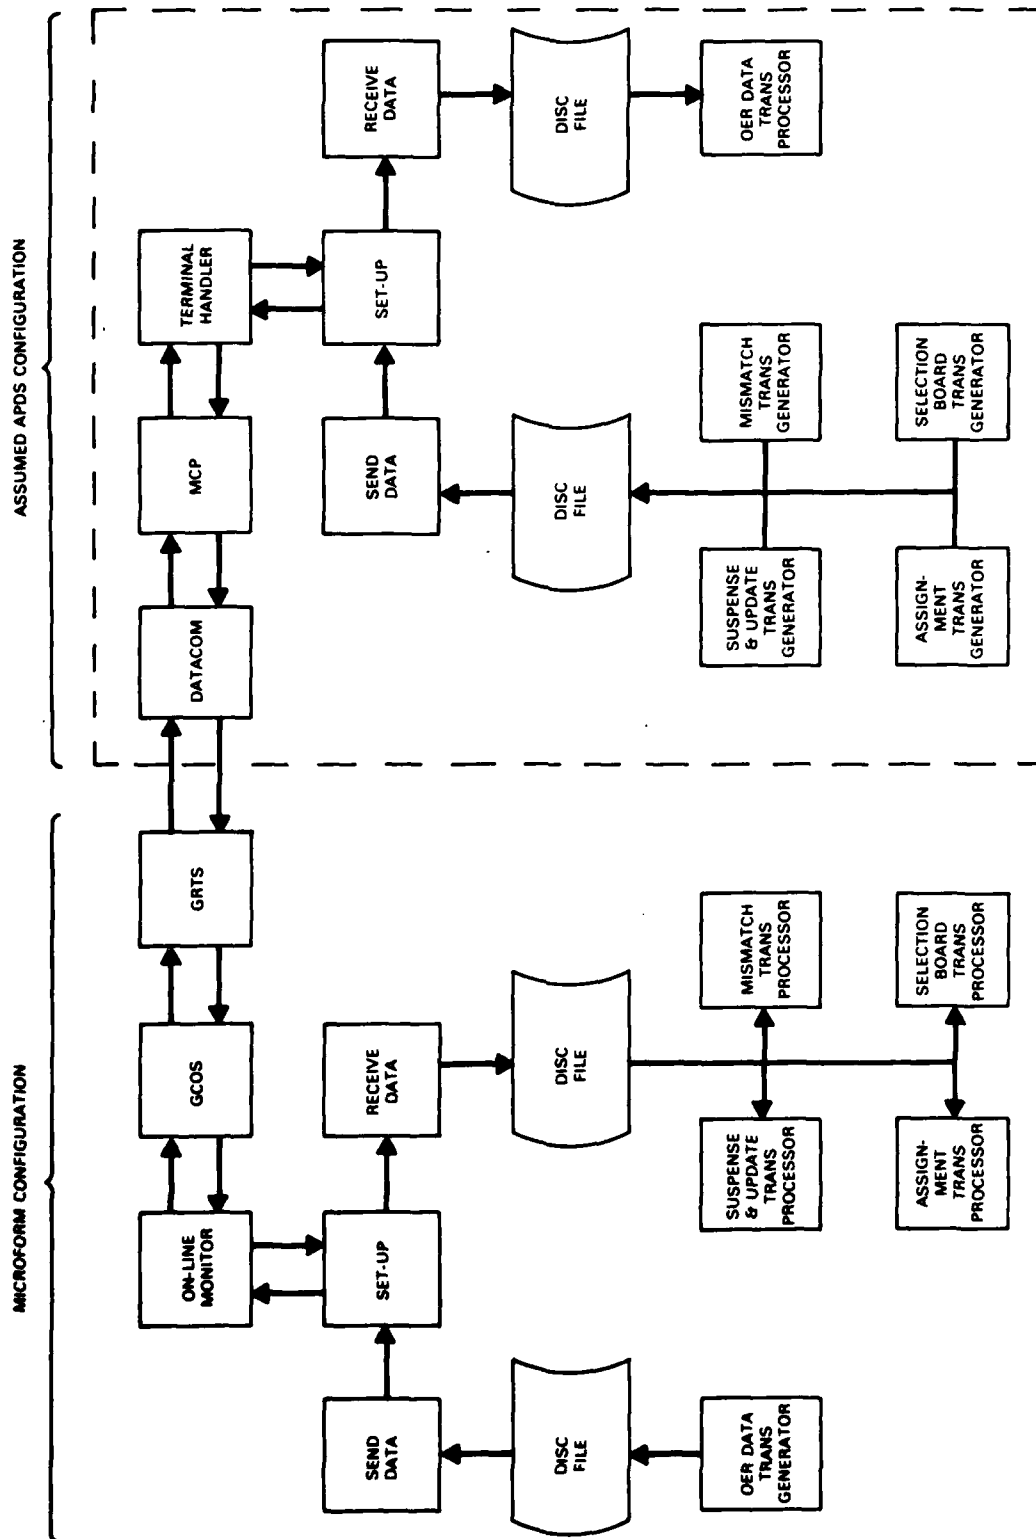 MICROFORM CONFIGURATION
ASSUMED APDS CONFIGURATION
ON-LINE
MONITOR
GCOS
GRTS
DATACOM
MCP
TERMINAL
HANDLER
SEND
DATA
SET-UP
RECEIVE
DATA
SEND
DATA
SET-UP
RECEIVE
DATA
DISC
FILE
DISC
FILE
DISC
FILE
DISC
FILE
OER DATA
TRANS
GENERATOR
SUSPENSE
& UPDATE
TRANS
PROCESSOR
MISMATCH
TRANS
PROCESSOR
SUSPENSE
& UPDATE
TRANS
GENERATOR
MISMATCH
TRANS
GENERATOR
OER DATA
TRANS
PROCESSOR
ASSIGN-
MENT
TRANS
PROCESSOR
SELECTION
BOARD
TRANS
PROCESSOR
ASSIGN-
MENT
TRANS
GENERATOR
SELECTION
BOARD
TRANS
GENERATOR